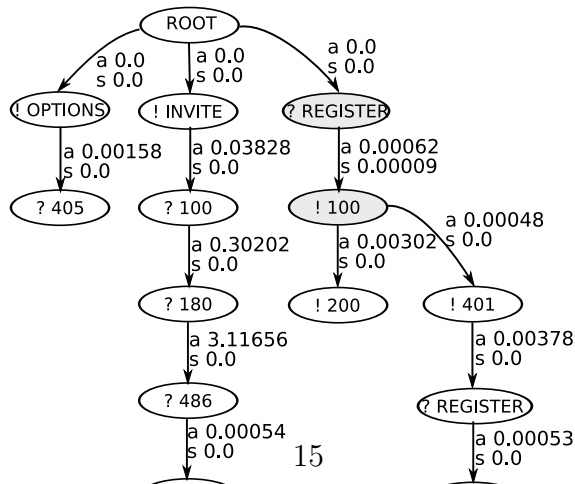 ROOT
a 0.0
s 0.0
a 0.0
s 0.0
a 0.0
s 0.0
! OPTIONS
! INVITE
? REGISTER
a 0.00158
s 0.0
a 0.03828
s 0.0
a 0.00062
s 0.00009
? 405
? 100
! 100
a 0.30202
s 0.0
a 0.00302
s 0.0
a 0.00048
s 0.0
? 180
! 200
! 401
a 3.11656
s 0.0
a 0.00378
s 0.0
? 486
? REGISTER
a 0.00054
s 0.0
15
a 0.00053
s 0.0